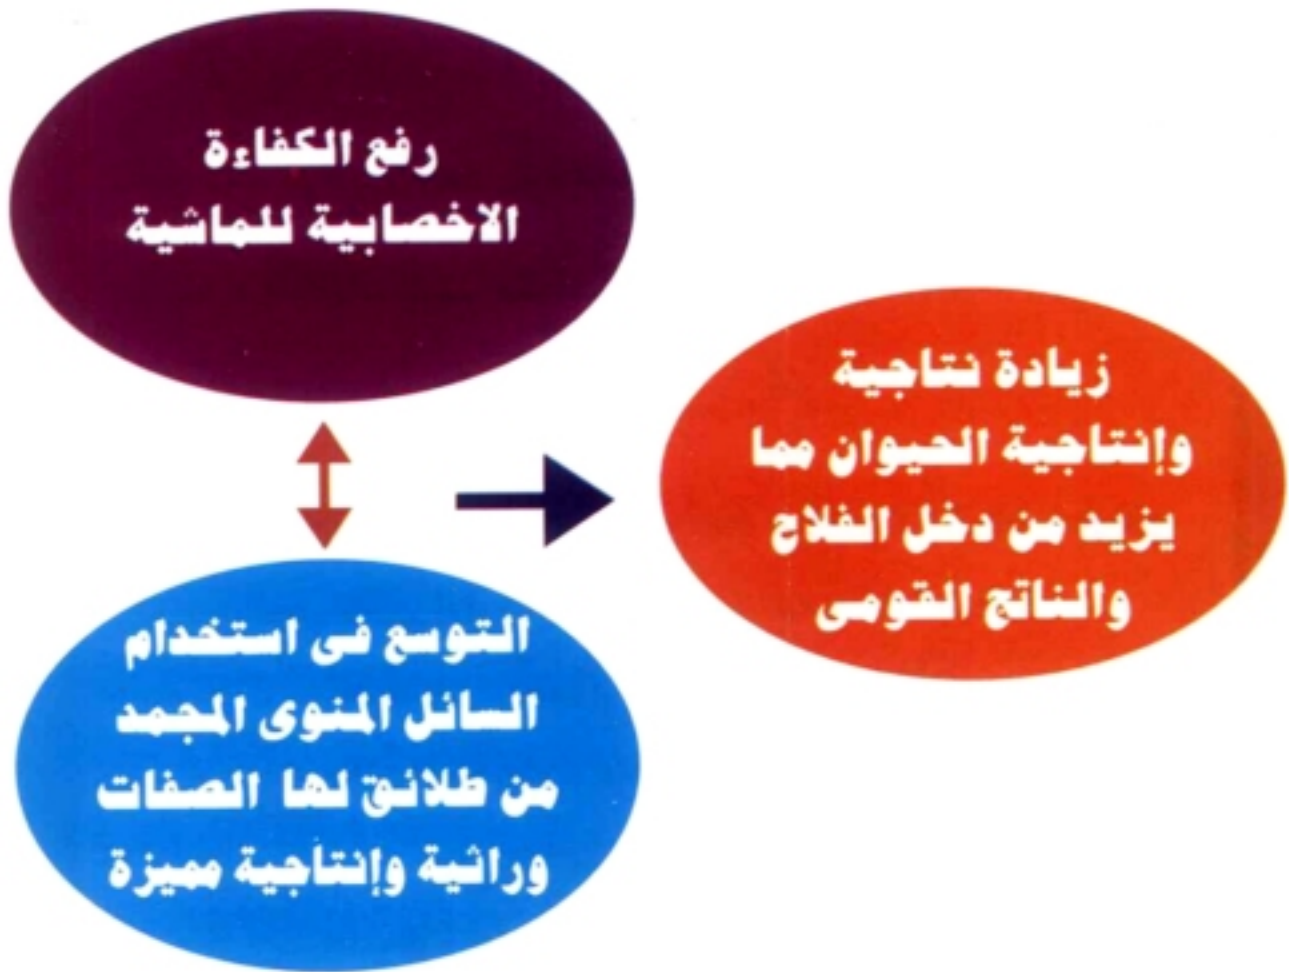 رفع الكفاءة
الاخصابية للماشية
زيادة نتاجية
وإنتاجية الحيوان مما
يزيد من دخل الفلاح
والناتج القومى
التوسع فى استخدام
السائل المنوى المجمد
من طلائق لها الصفات
وراثية وإنتاجية مميزة